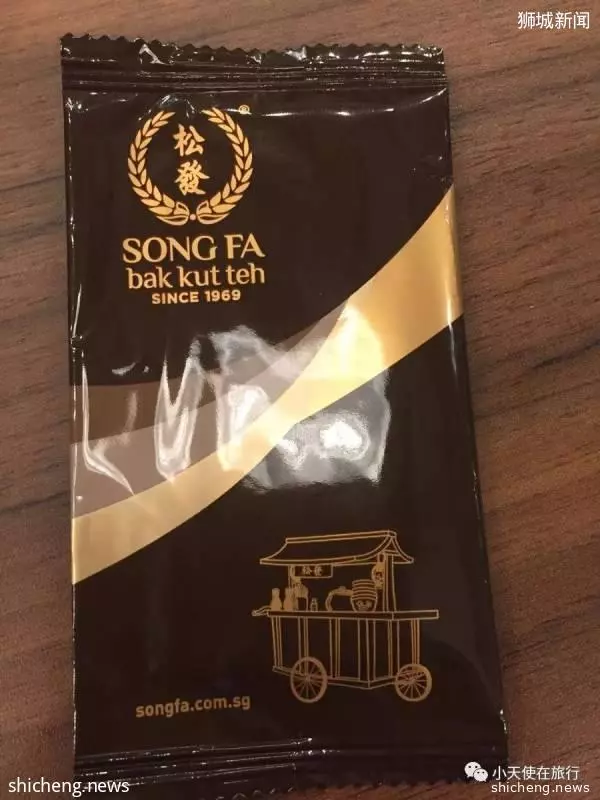 狮城新闻
®
松
發
SONG FA
bak kut teh
SINCE 1969
松發
songfa.com.sg
小天使在旅行
shicheng.news
shicheng.news